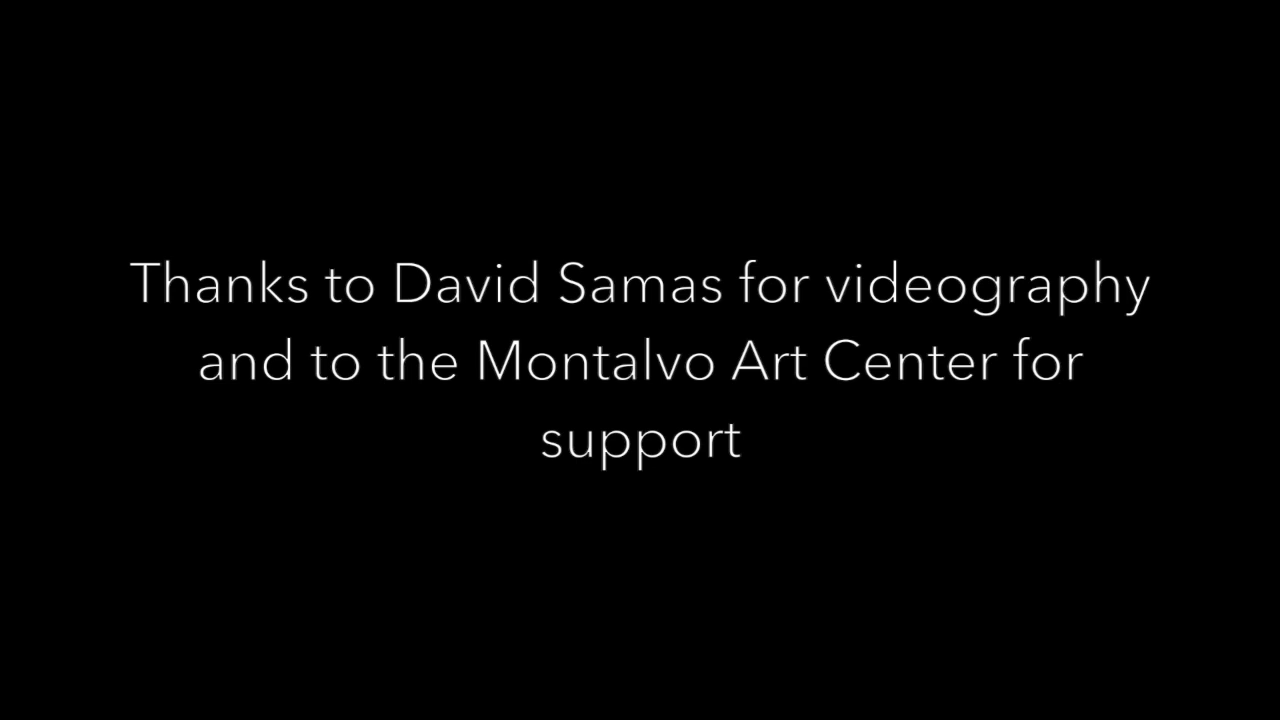 Thanks to David Samas for videography
and to the Montalvo Art Center for
support